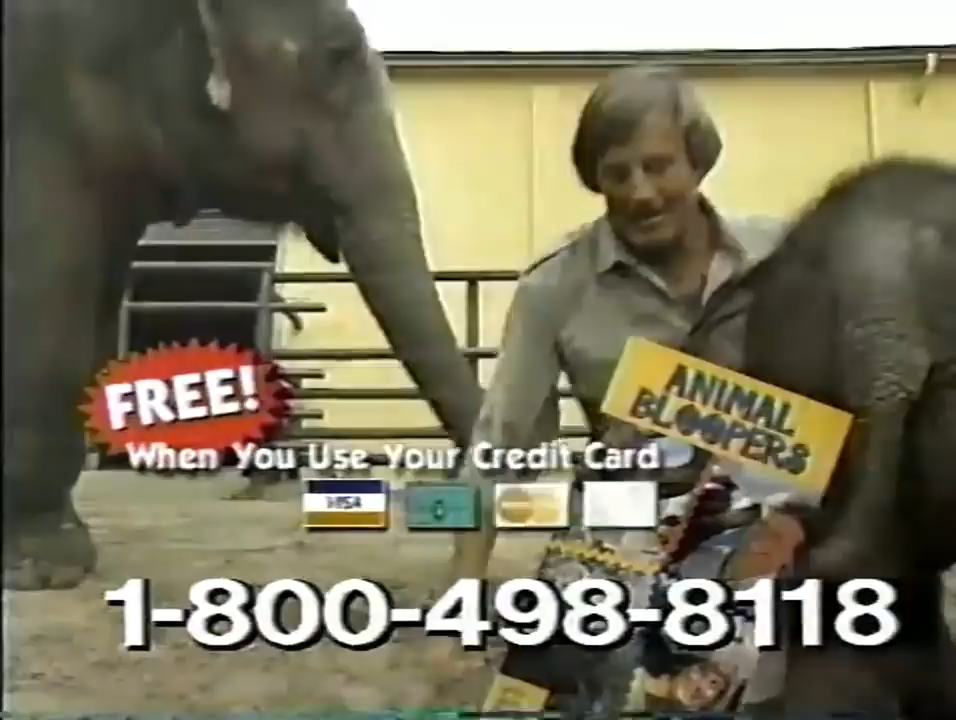 FREE!
When You Use Your Credit Card
VISA
ANIMAL
BLOOPERS
1-800-498-8118